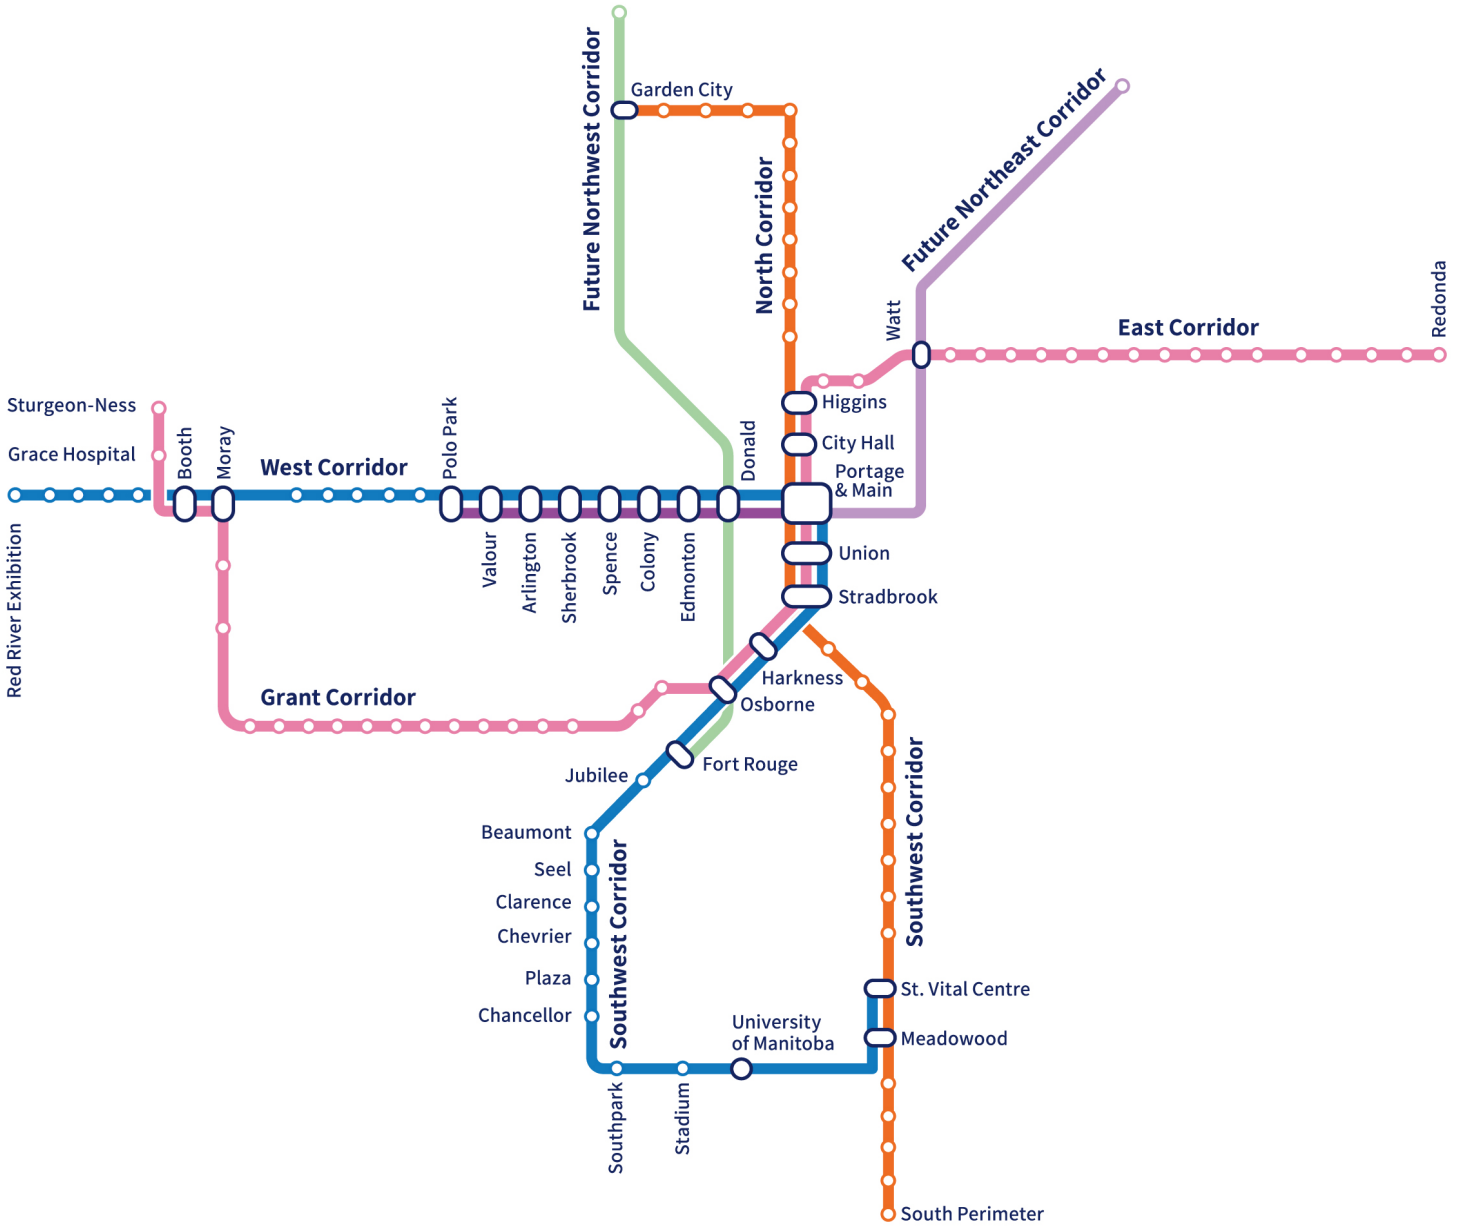 Garden City
Future Northwest Corridor
North Corridor
Future Northeast Corridor
Watt
East Corridor
Redonda
Higgins
City Hall
Portage
& Main
Sturgeon-Ness
Grace Hospital
Booth
Moray
West Corridor
Polo Park
Donald
Red River Exhibition
Valour
Arlington
Sherbrook
Spence
Colony
Edmonton
Union
Stradbrook
Grant Corridor
Harkness
Osborne
Fort Rouge
Jubilee
Beaumont
Seel
Clarence
Chevrier
Plaza
Chancellor
Southwest Corridor
Southwest Corridor
St. Vital Centre
University
of Manitoba
Meadowood
Southpark
Stadium
South Perimeter